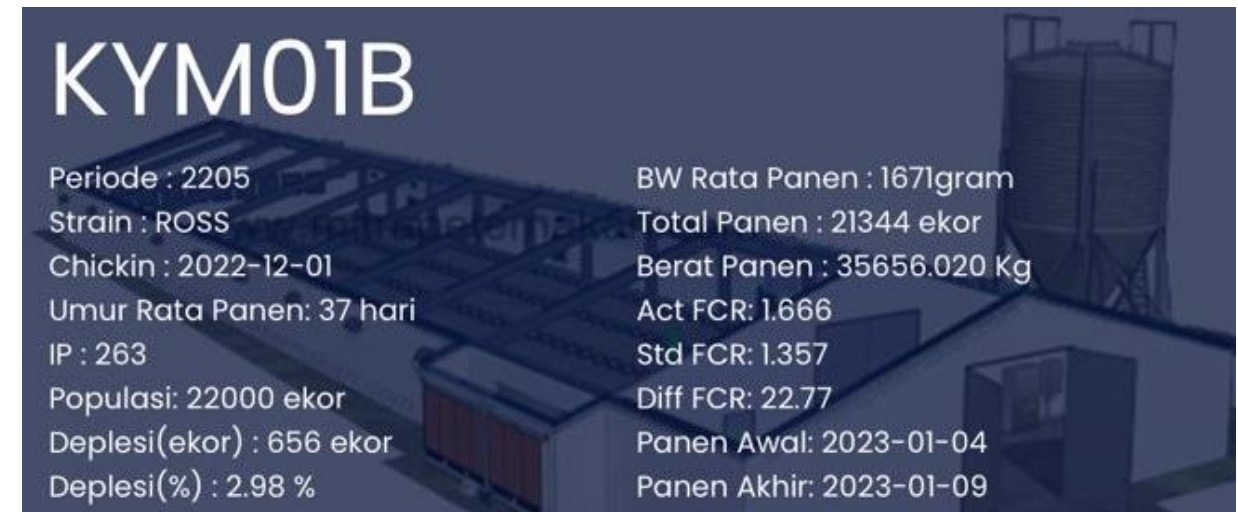 KYM01B
Periode : 2205
Strain : ROSS
Chickin : 2022-12-01
Umur Rata Panen: 37 hari
IP : 263
Populasi: 22000 ekor
Deplesi(ekor) : 656 ekor
Deplesi(%) : 2.98 %
BW Rata Panen : 1671gram
Total Panen : 21344 ekor
Berat Panen : 35656.020 Kg
Act FCR: 1.666
Std FCR: 1.357
Diff FCR: 22.77
Panen Awal: 2023-01-04
Panen Akhir: 2023-01-09